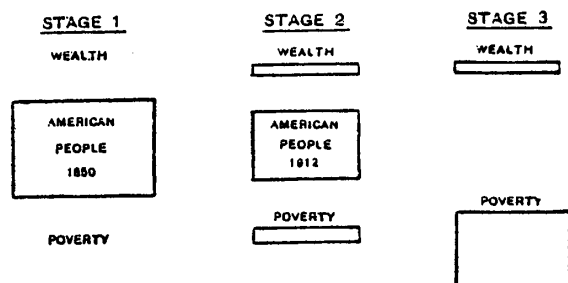 STAGE 1
WEALTH
AMERICAN
PEOPLE
1850
POVERTY
STAGE 2
WEALTH
AMERICAN
PEOPLE
1912
POVERTY
STAGE 3
WEALTH
POVERTY